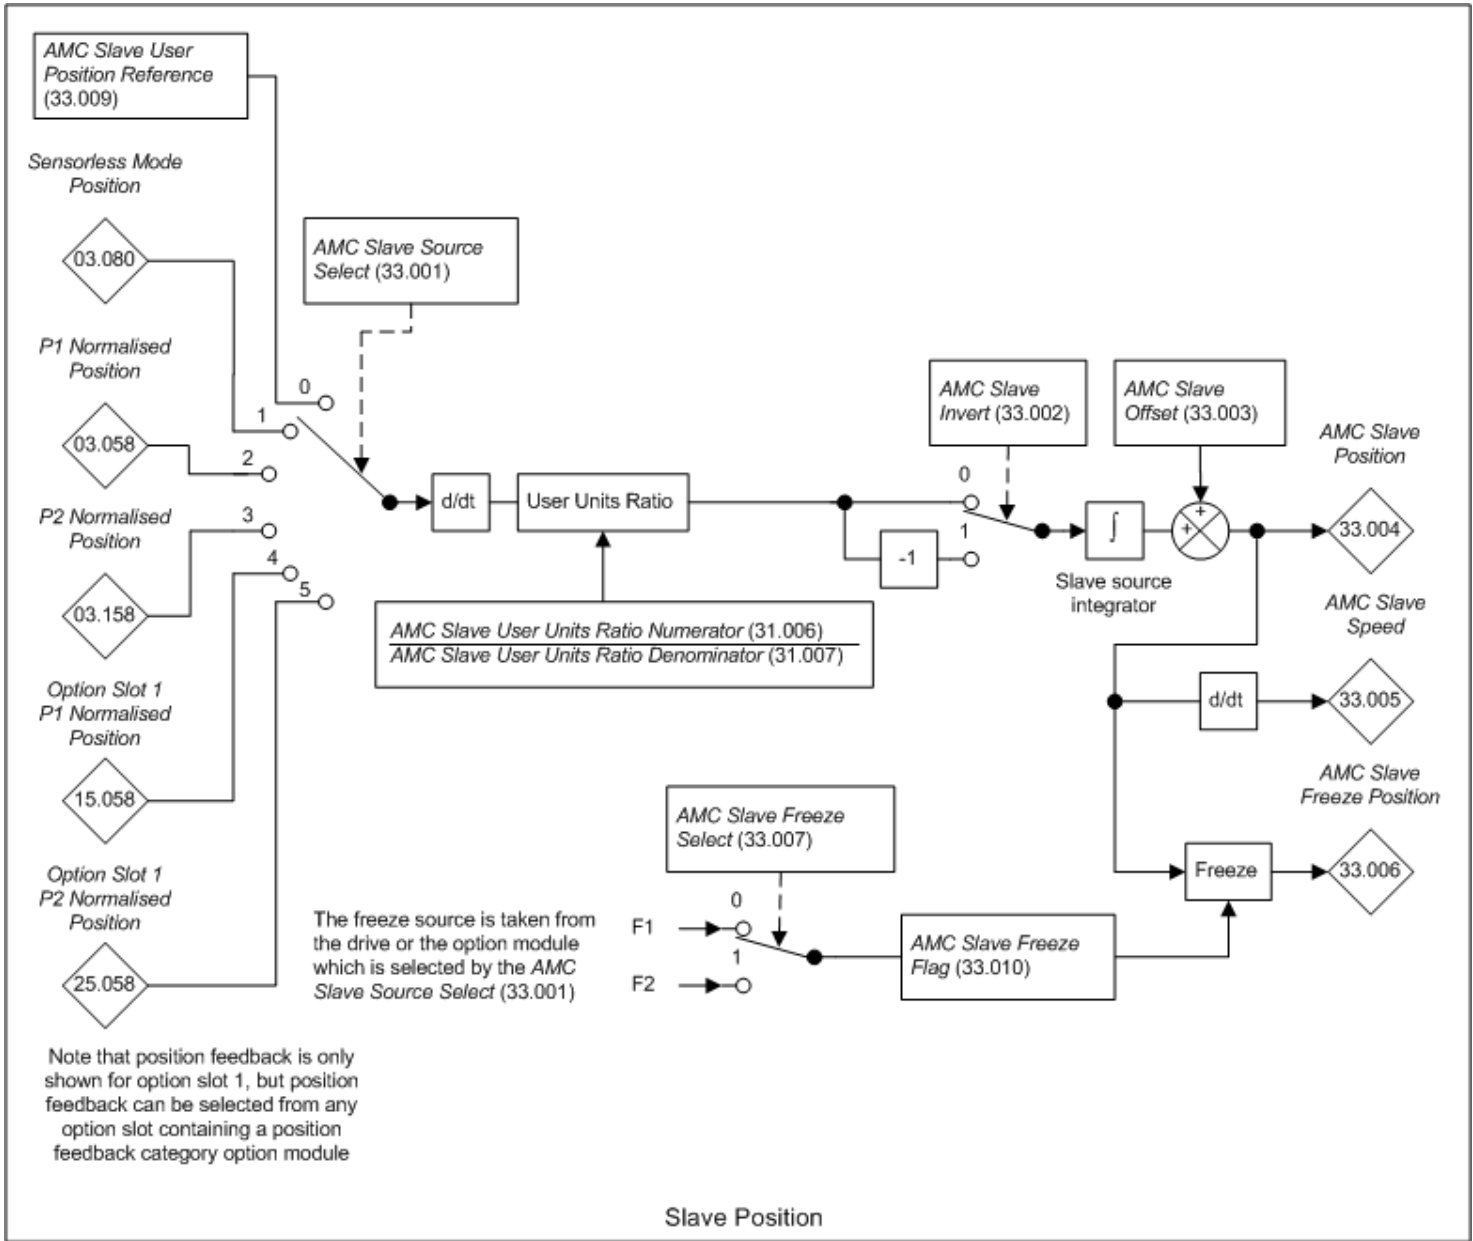 AMC Slave User
Position Reference
(33.009)
Sensorless Mode
Position
03.080
AMC Slave Source
Select (33.001)
P1 Normalised
Position
03.058
0
1
2
3
4
5
P2 Normalised
Position
03.158
d/dt
User Units Ratio
AMC Slave User Units Ratio Numerator (31.006)
AMC Slave User Units Ratio Denominator (31.007)
AMC Slave
Invert (33.002)
0
1
-1
∫
Slave source
integrator
AMC Slave
Offset (33.003)
+
+
AMC Slave
Position
33.004
AMC Slave
Speed
d/dt
33.005
AMC Slave
Freeze Position
Freeze
33.006
Option Slot 1
P1 Normalised
Position
15.058
Option Slot 1
P2 Normalised
Position
25.058
AMC Slave Freeze
Select (33.007)
The freeze source is taken from
the drive or the option module
which is selected by the AMC
Slave Source Select (33.001)
0
F1
1
F2
AMC Slave Freeze
Flag (33.010)
Note that position feedback is only
shown for option slot 1, but position
feedback can be selected from any
option slot containing a position
feedback category option module
Slave Position